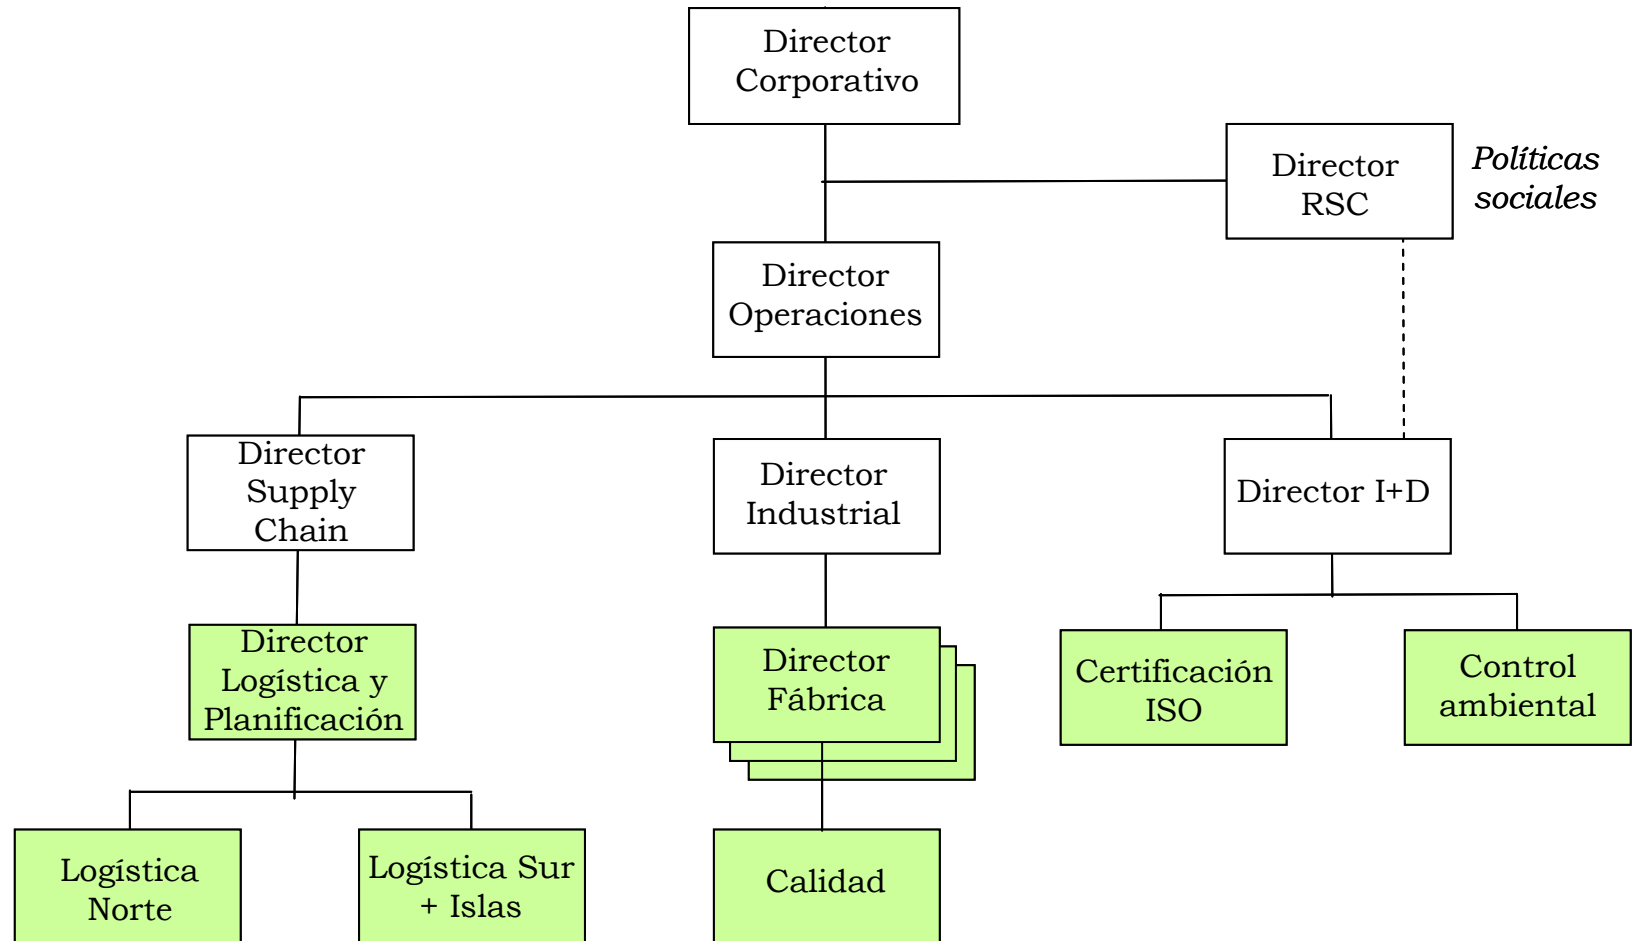 Director
Corporativo
Director
RSC
Políticas
sociales
Director
Operaciones
Director
Supply
Chain
Director
Industrial
Director I+D
Director
Logística y
Planificación
Director
Fábrica
Certificación
ISO
Control
ambiental
Logística
Norte
Logística Sur
+ Islas
Calidad